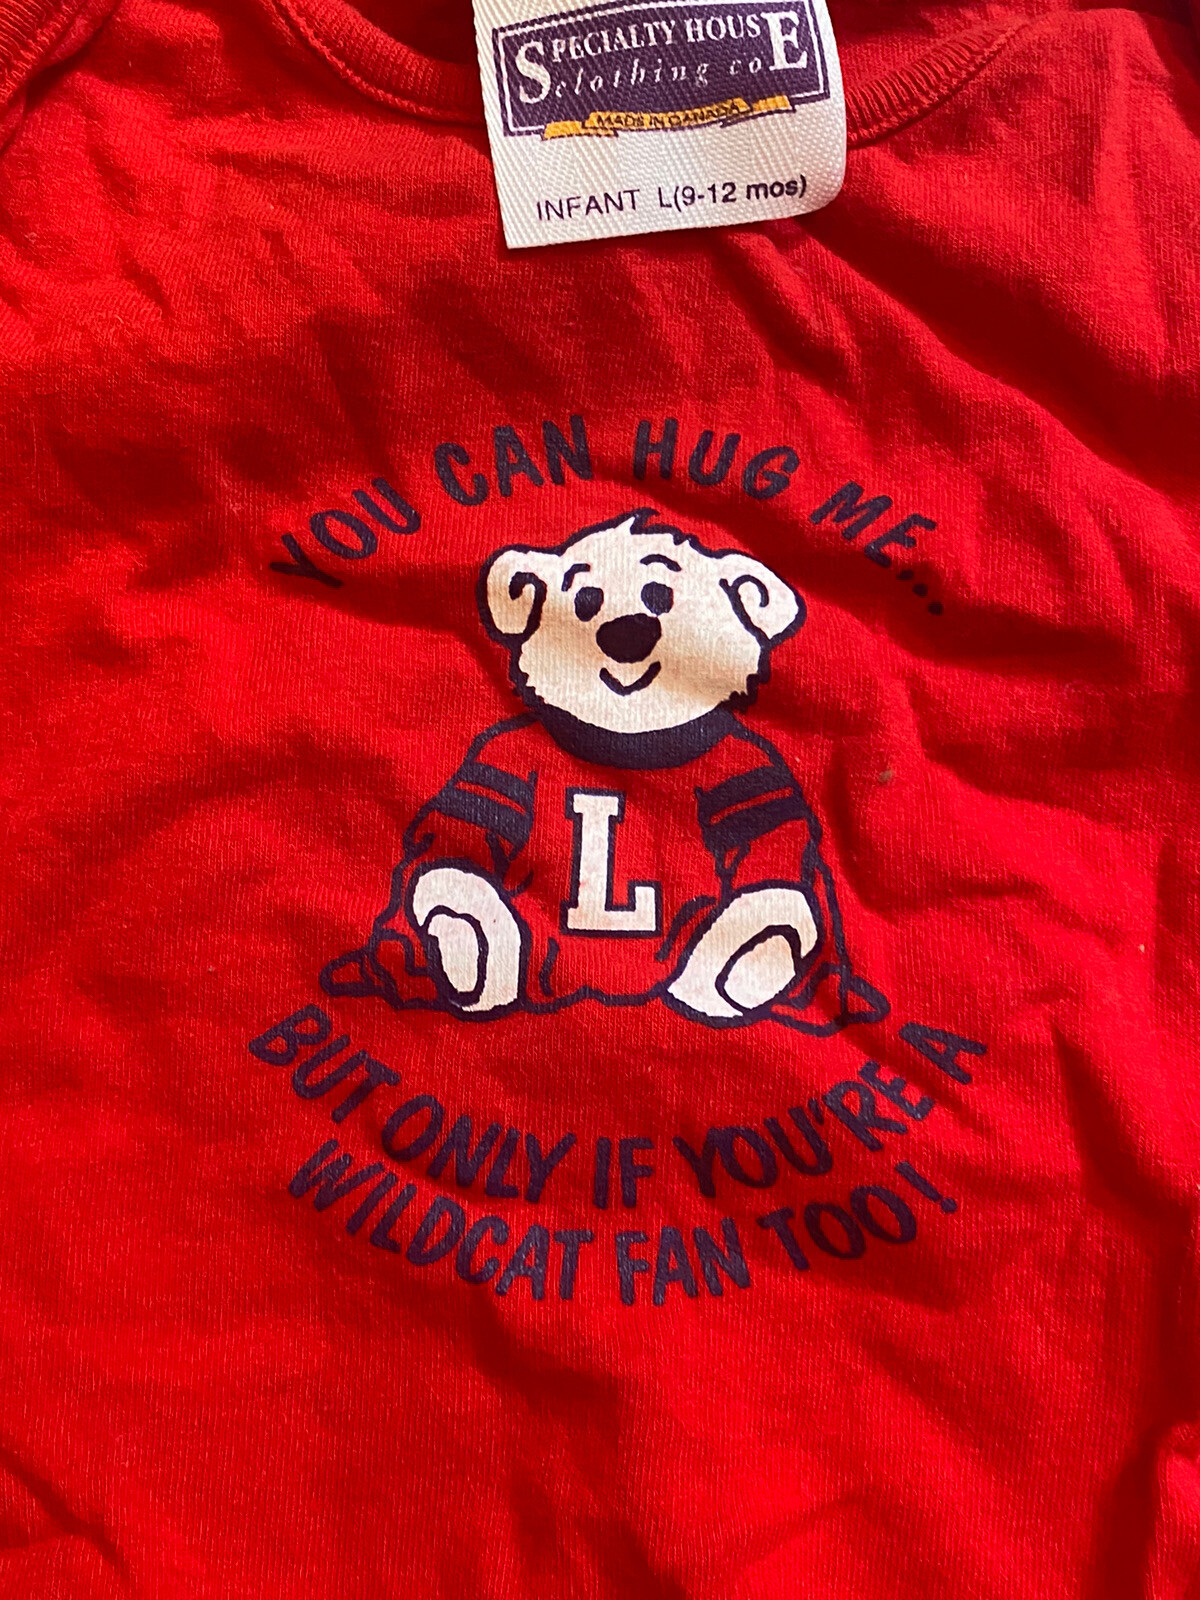 SPECIALTY HOUSE
clothing co
MADE IN CANADA
INFANT L(9-12 mos)
YOU CAN HUG ME...
L
BUT ONLY IF YOU'RE A
WILDCAT FAN TOO!